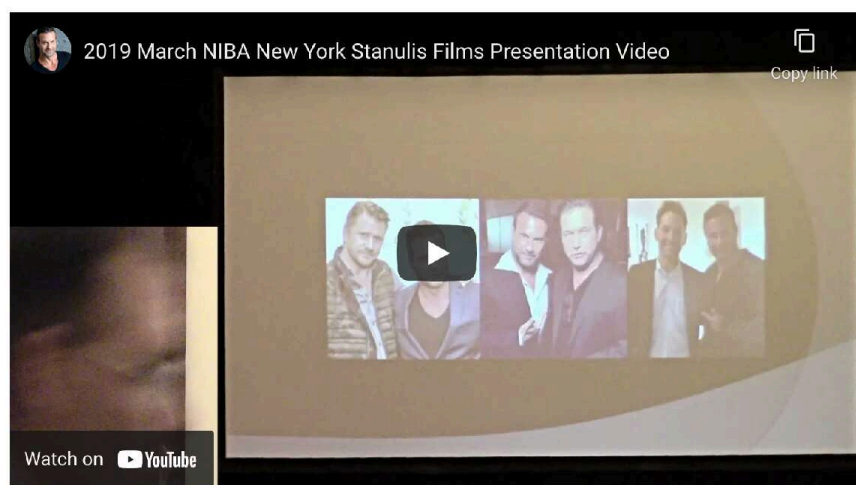 2019 March NIBA New York Stanulis Films Presentation Video
Copy link
Watch on YouTube